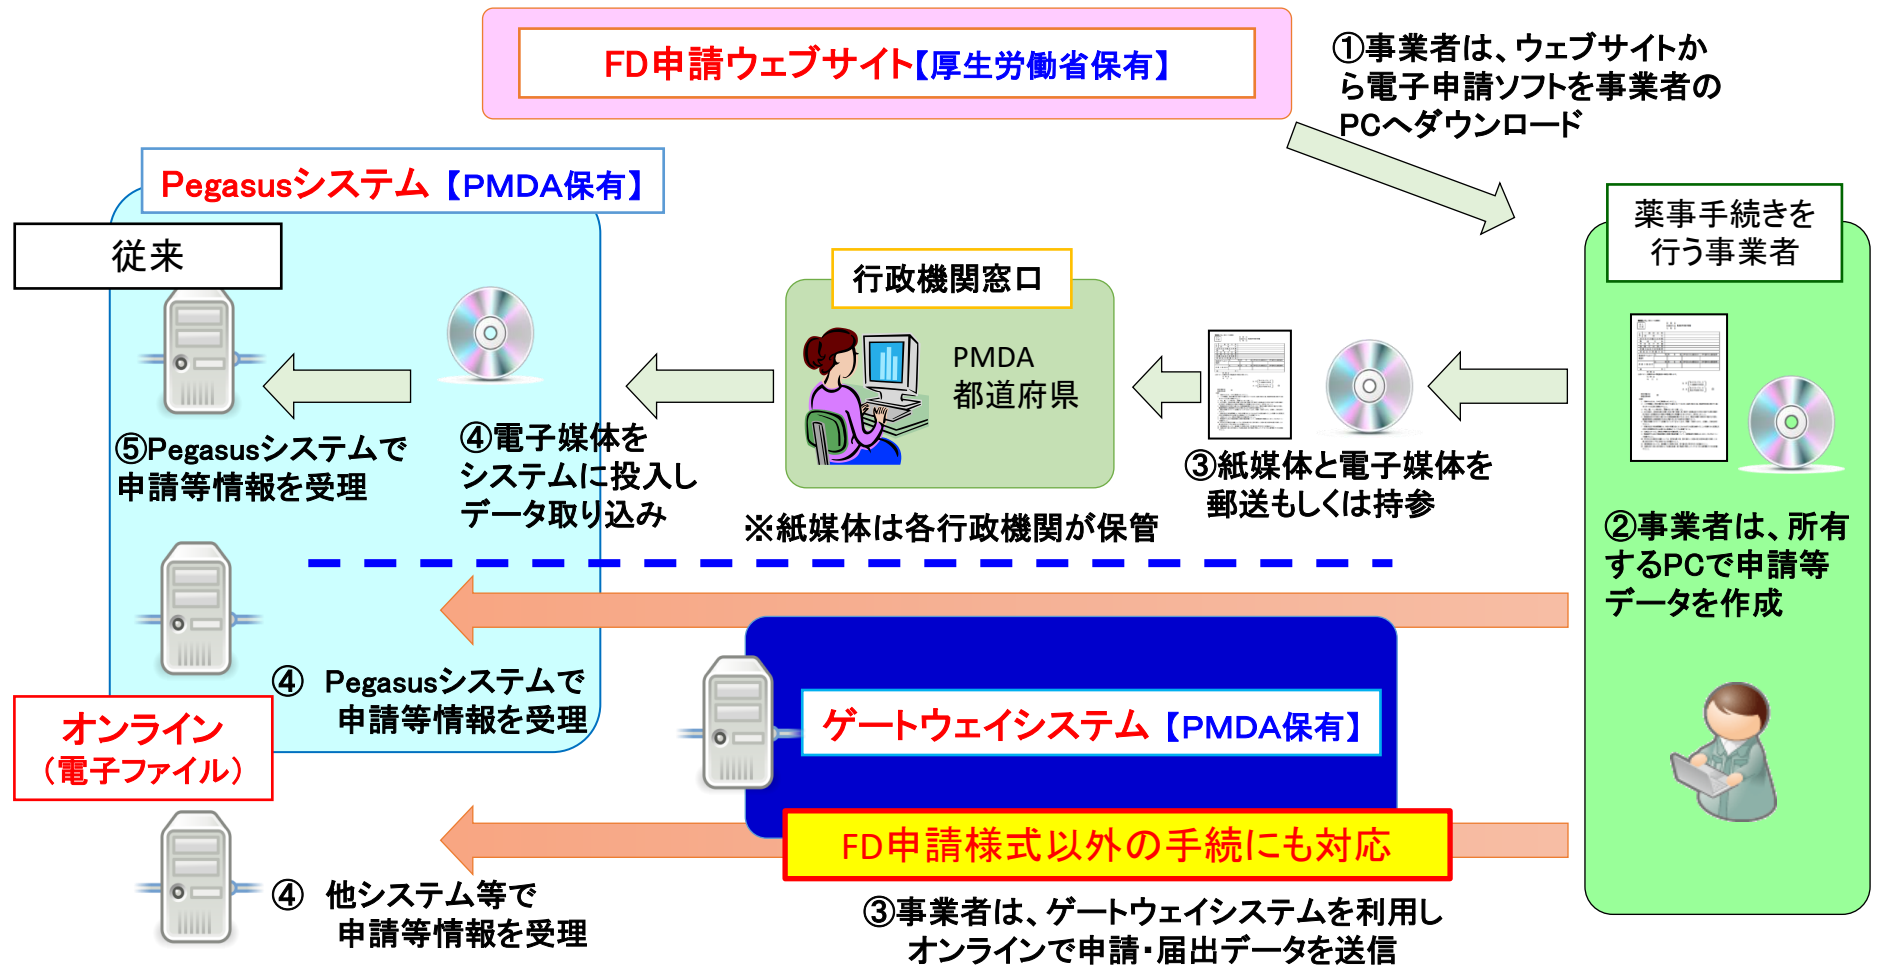 FD申請ウェブサイト【厚生労働省保有】
①事業者は、ウェブサイトか
ら電子申請ソフトを事業者の
PCへダウンロード
Pegasusシステム【PMDA保有】
従来
薬事手続きを
行う事業者
行政機関窓口
PMDA
都道府県
⑤Pegasusシステムで
申請等情報を受理
④電子媒体を
システムに投入し
データ取り込み
③紙媒体と電子媒体を
郵送もしくは持参
※紙媒体は各行政機関が保管
②事業者は、所有
するPCで申請等
データを作成
④ Pegasusシステムで
申請等情報を受理
オンライン
（電子ファイル）
ゲートウェイシステム【PMDA保有】
FD申請様式以外の手続にも対応
④ 他システム等で
申請等情報を受理
③事業者は、ゲートウェイシステムを利用し
オンラインで申請・届出データを送信